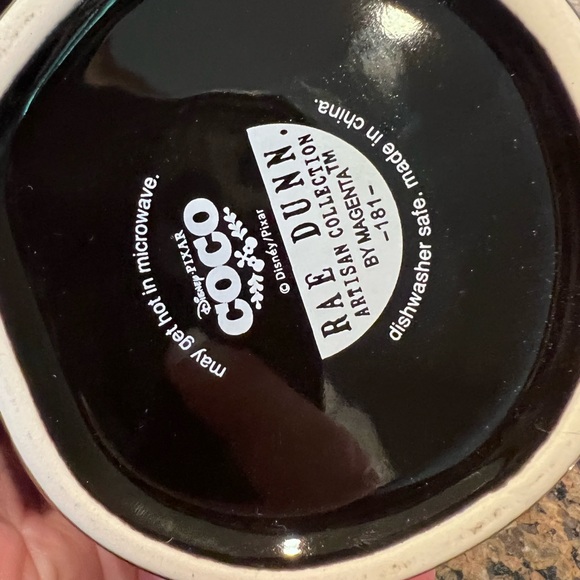 RAE DUNN.
ARTISAN COLLECTION
TM
BY MAGENTA
-181-
DISNEY·PIXAR
COCO
© Disney/Pixar
may get hot in microwave.
dishwasher safe. made in china.